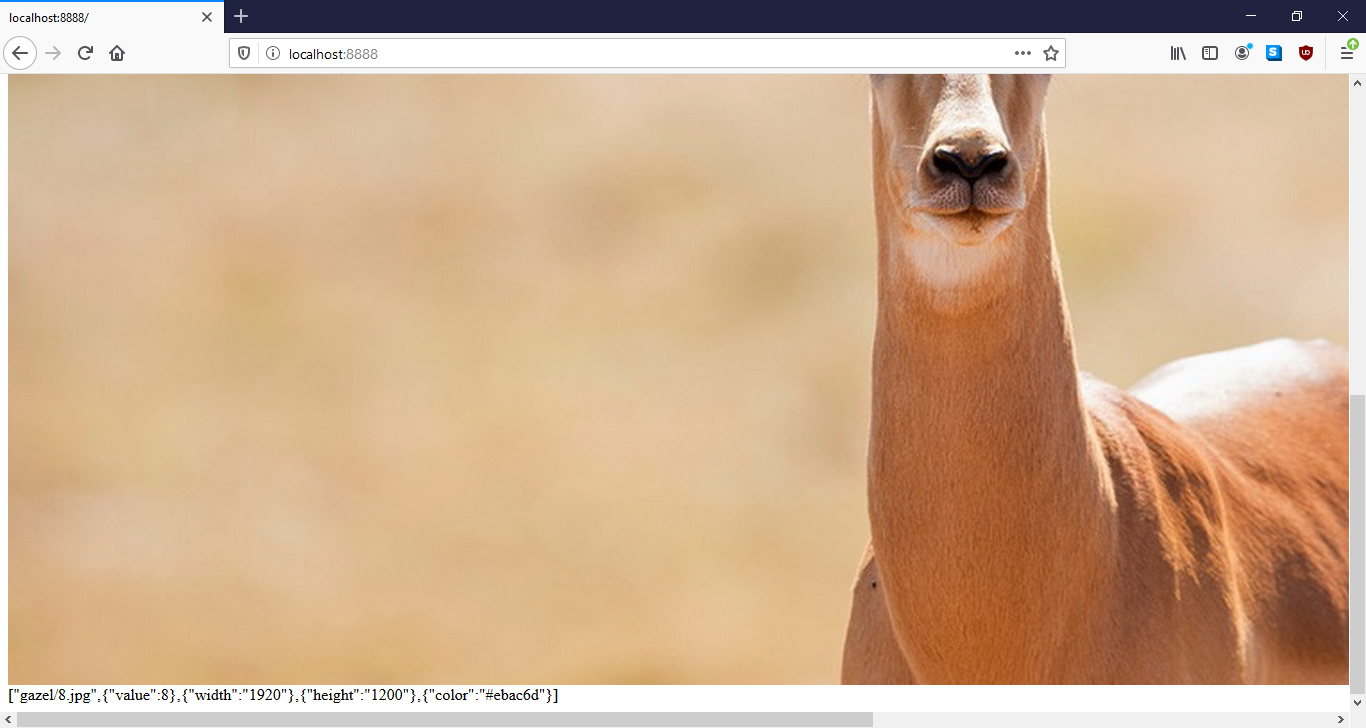 localhost:8888/
localhost:8888
["gazel/8.jpg",{"value":8},{"width":"1920"},{"height":"1200"},{"color":"#ebac6d"}]